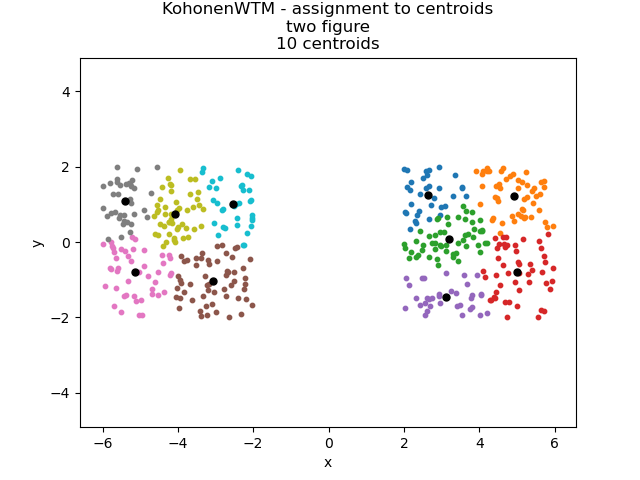 KohonenWTM - assignment to centroids
two figure
10 centroids
4
2
0
−2
−4
y
−6 −4 −2 0 2 4 6
x